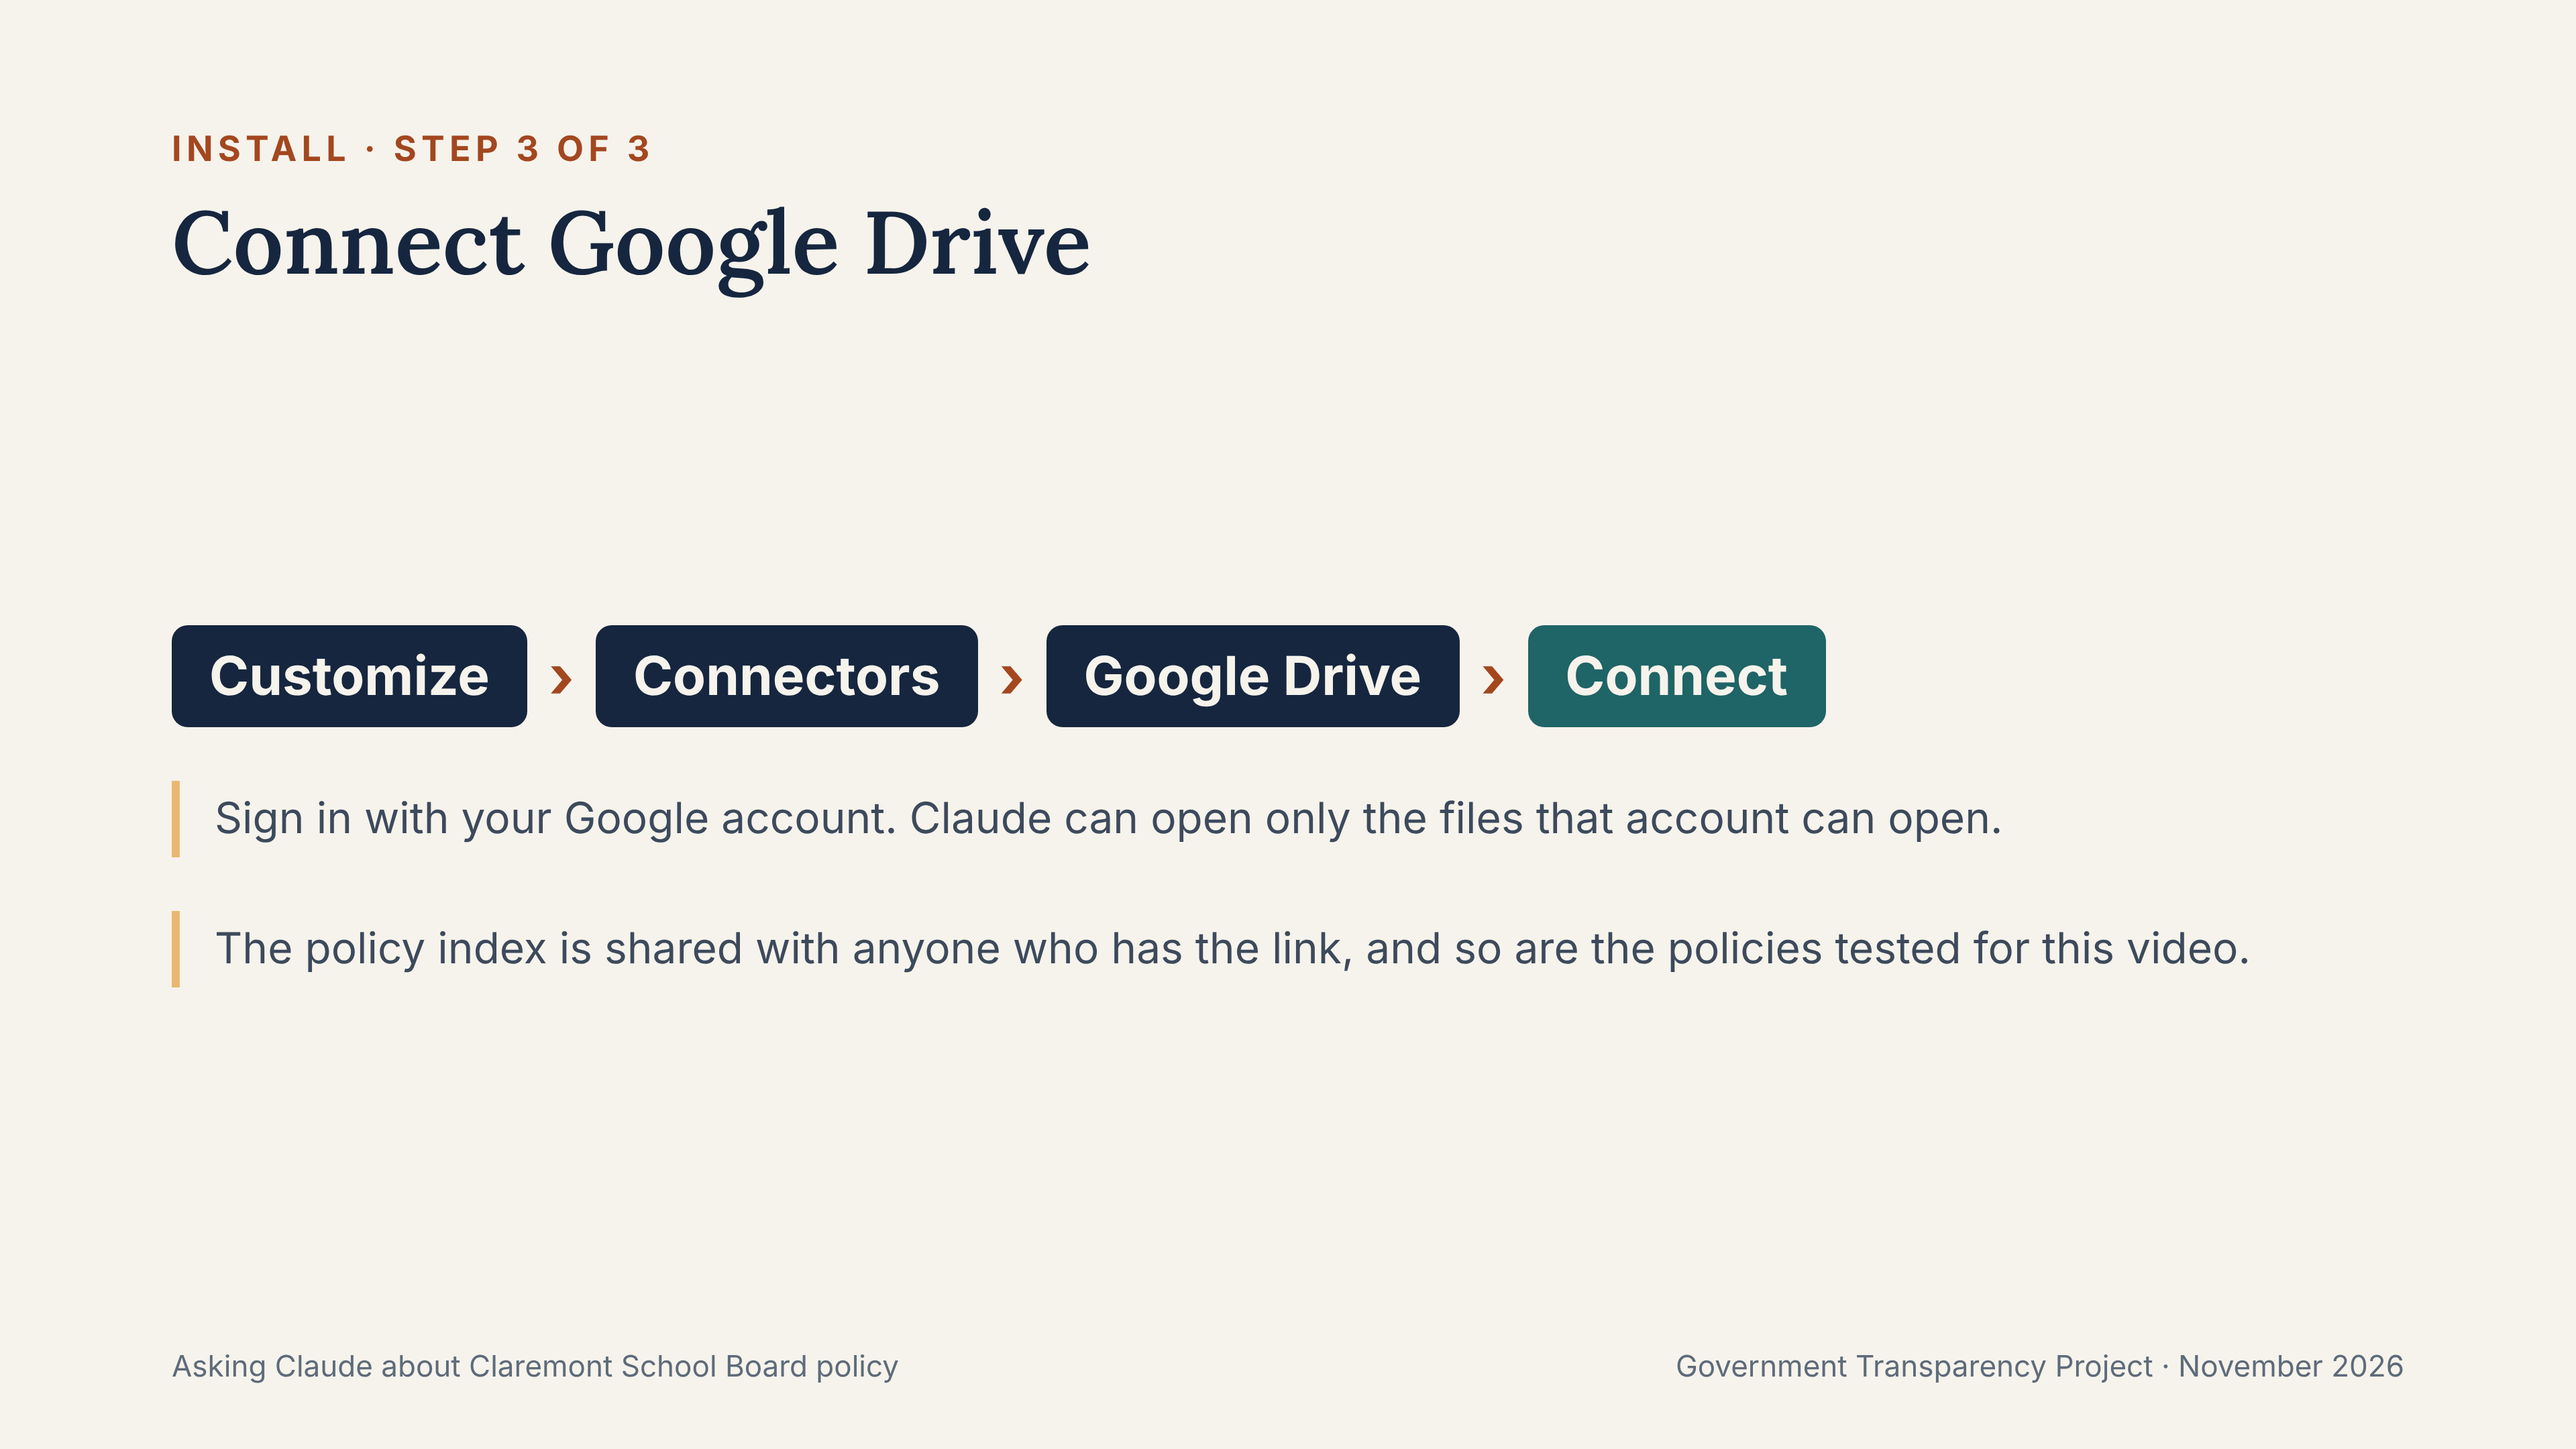 INSTALL · STEP 3 OF 3
Connect Google Drive
Customize › Connectors › Google Drive › Connect
Sign in with your Google account. Claude can open only the files that account can open.
The policy index is shared with anyone who has the link, and so are the policies tested for this video.
Asking Claude about Claremont School Board policy
Government Transparency Project · November 2026